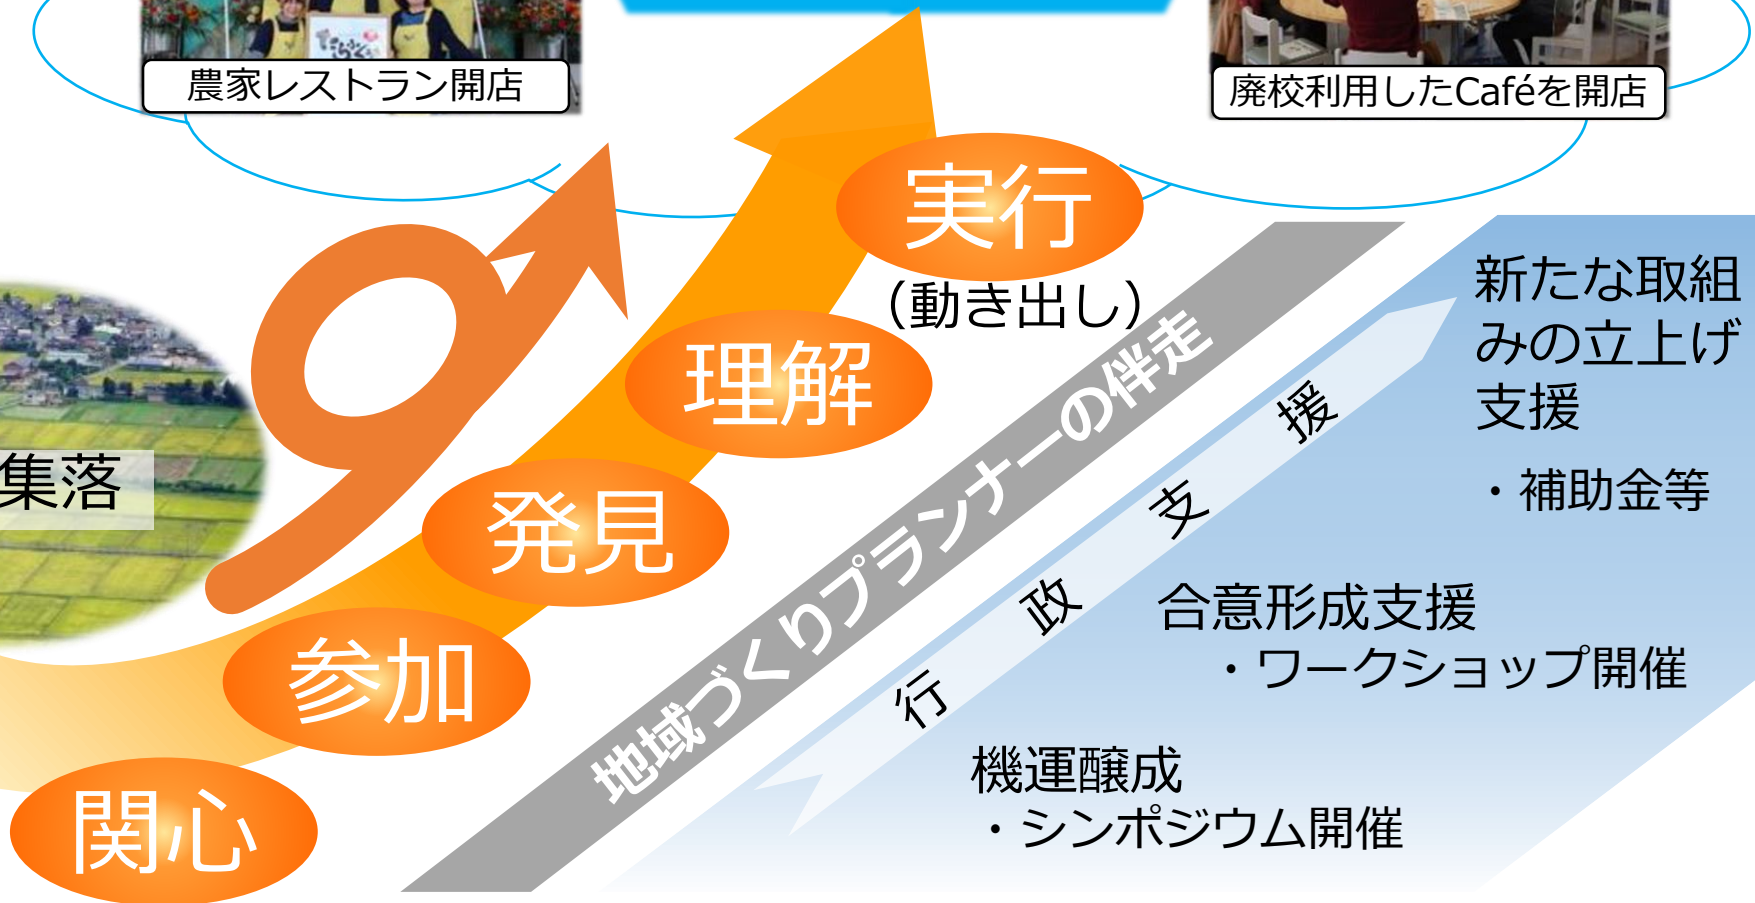 農家レストラン開店
廃校利用したCaféを開店
実行
（動き出し）
理解
発見
参加
関心
集落
地域づくりプランナーの伴走
行政支援
新たな取組
みの立上げ
支援
・補助金等
合意形成支援
・ワークショップ開催
機運醸成
・シンポジウム開催